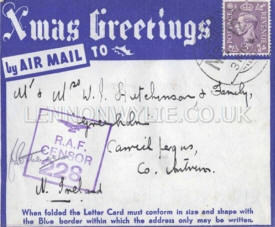 Xmas Greetings
by AIR MAIL TO
POSTAGE
Mr & Mrs W. J. Hutchinson & Family,
Carrickfergus,
Co. Antrim.
N. Ireland
R.A.F.
CENSOR
228
LENNONWYLIE.CO.UK
When folded the Letter Card must conform in size and shape with
the Blue border within which the address only may be written.